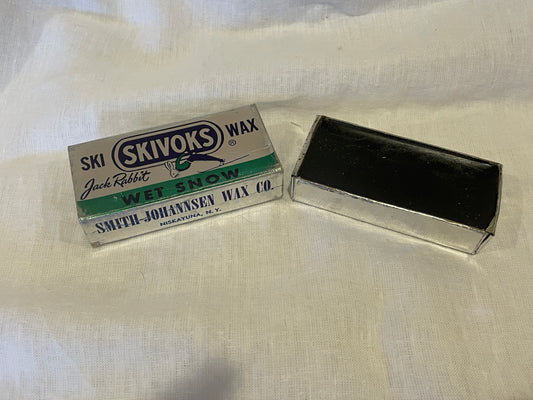 SKI SKIVOKS WAX
®
Jack Rabbit
WET SNOW
SMITH-JOHANNSEN WAX CO.
NISKAYUNA, N. Y.